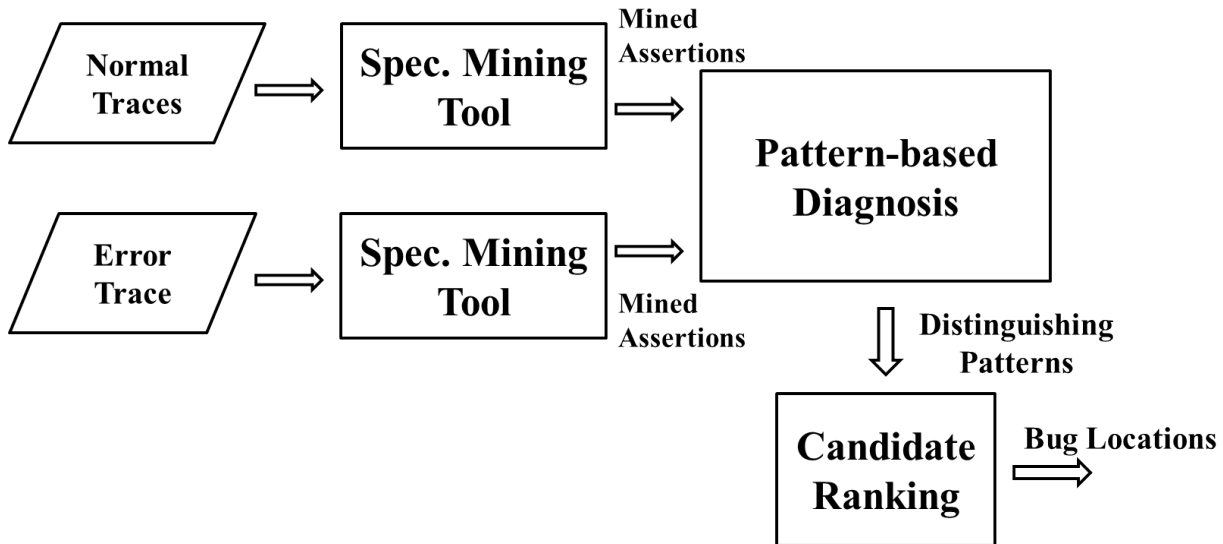 Normal
Traces
Spec. Mining
Tool
Mined
Assertions
Pattern-based
Diagnosis
Error
Trace
Spec. Mining
Tool
Mined
Assertions
Distinguishing
Patterns
Candidate
Ranking
Bug Locations